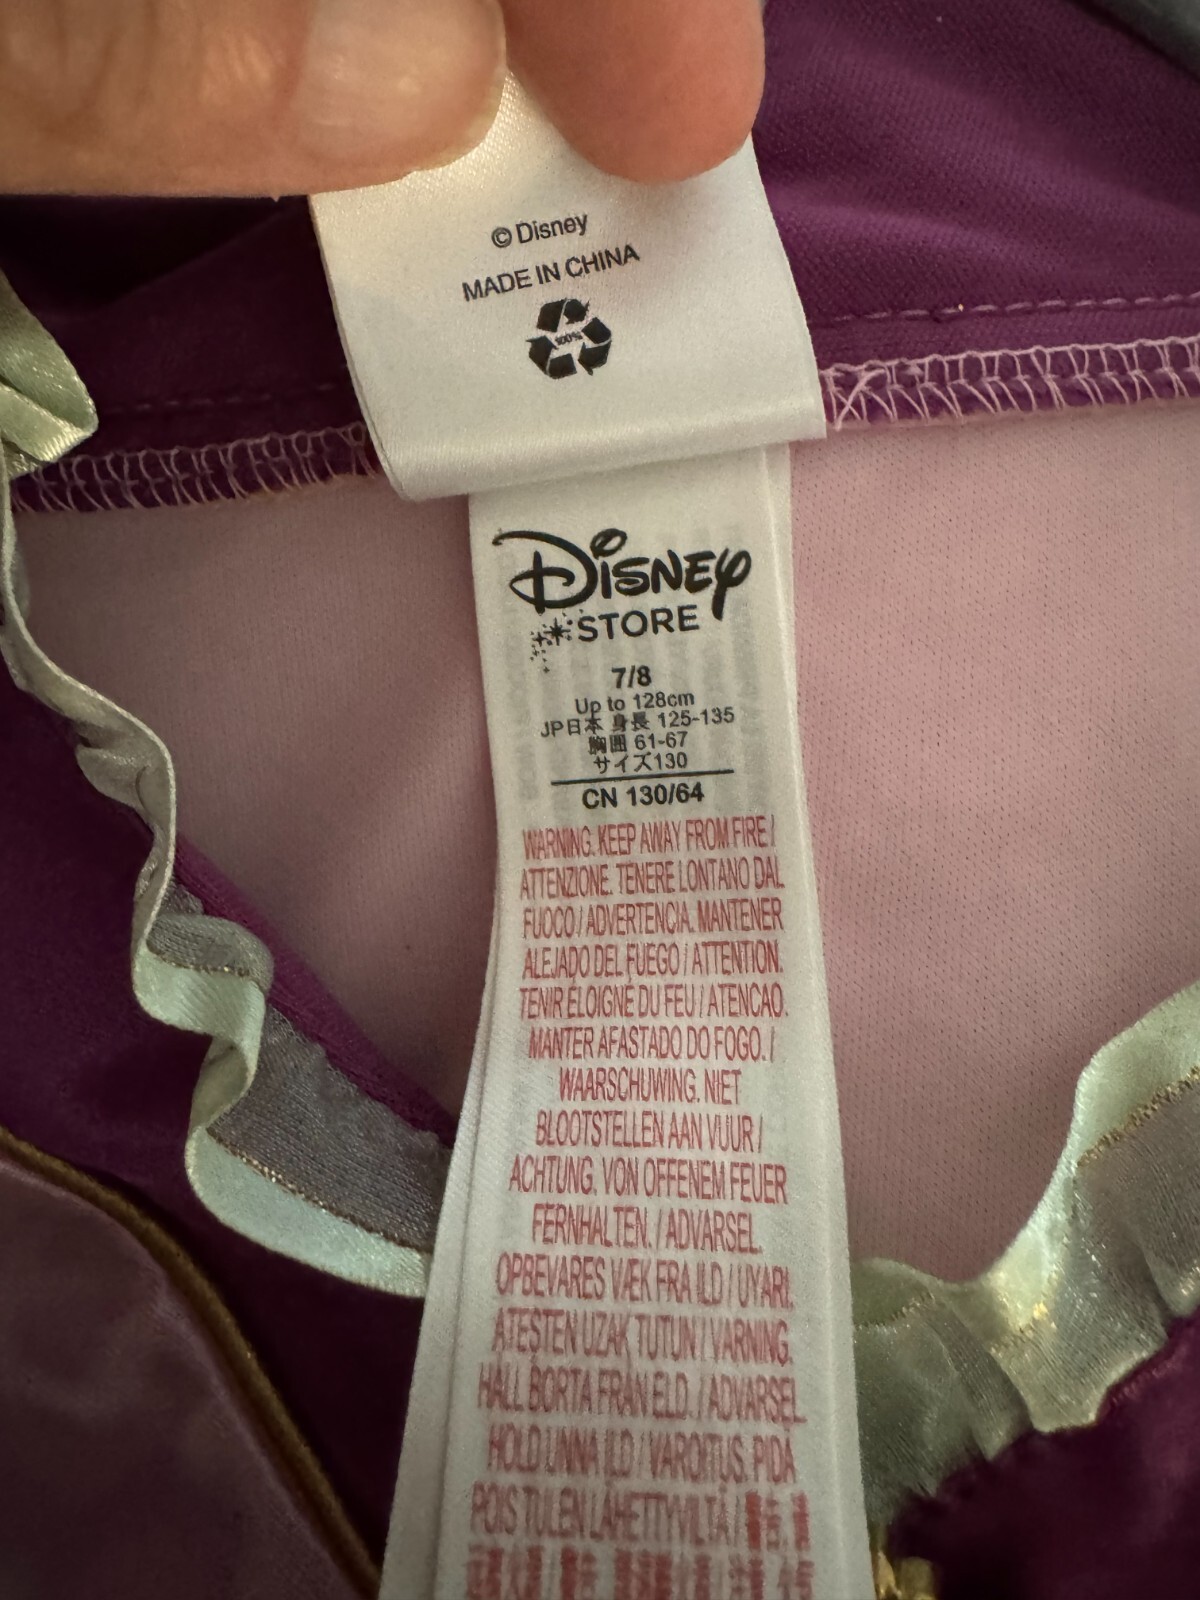 © Disney
MADE IN CHINA
100%
Disney
STORE
7/8
Up to 128cm
JP日本 身長 125-135
胸囲 61-67
サイズ130
CN 130/64
WARNING. KEEP AWAY FROM FIRE /
ATTENZIONE. TENERE LONTANO DAL
FUOCO / ADVERTENCIA. MANTENER
ALEJADO DEL FUEGO / ATTENTION.
TENIR ÉLOIGNÉ DU FEU / ATENCAO.
MANTER AFASTADO DO FOGO. /
WAARSCHUWING. NIET
BLOOTSTELLEN AAN VUUR /
ACHTUNG. VON OFFENEM FEUER
FERNHALTEN. / ADVARSEL.
OPBEVARES VÆK FRA ILD / UYARI.
ATEŞTEN UZAK TUTUN / VARNING.
HÅLL BORTA FRÅN ELD. / ADVARSEL.
HOLD UNNA ILD / VAROITUS. PIDÄ
POIS TULEN LÄHETTYVILTÄ /